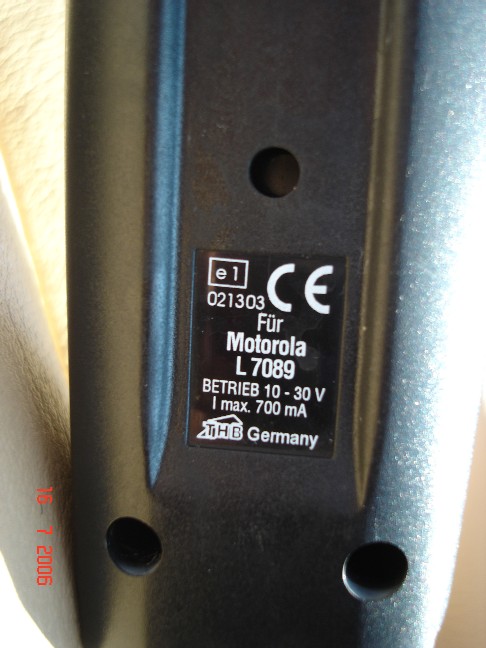 e1
021303 CE
Für
Motorola
L 7089
BETRIEB 10 - 30 V
I max. 700 mA
THB Germany
16 7 2006